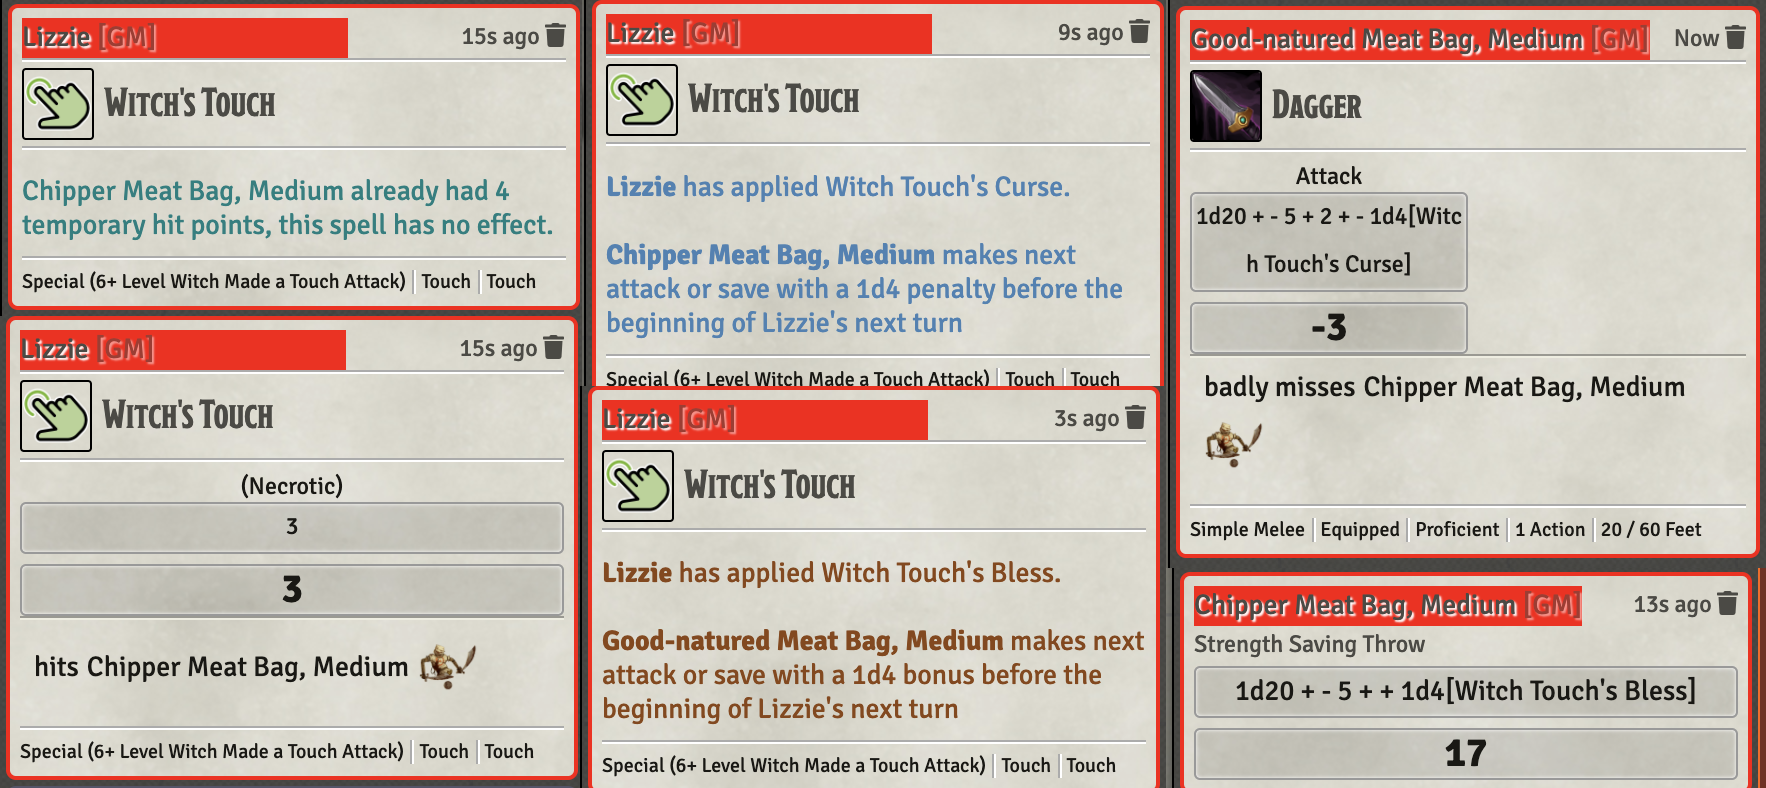 Lizzie [GM]
15s ago
Witch's Touch
Chipper Meat Bag, Medium already had 4
temporary hit points, this spell has no effect.
Special (6+ Level Witch Made a Touch Attack) | Touch | Touch
Lizzie [GM]
15s ago
Witch's Touch
(Necrotic)
3
3
hits Chipper Meat Bag, Medium
Special (6+ Level Witch Made a Touch Attack) | Touch | Touch
Lizzie [GM]
9s ago
Witch's Touch
Lizzie has applied Witch Touch's Curse.
Chipper Meat Bag, Medium makes next
attack or save with a 1d4 penalty before the
beginning of Lizzie's next turn
Special (6+ Level Witch Made a Touch Attack) | Touch | Touch
Lizzie [GM]
3s ago
Witch's Touch
Lizzie has applied Witch Touch's Bless.
Good-natured Meat Bag, Medium makes next
attack or save with a 1d4 bonus before the
beginning of Lizzie's next turn
Special (6+ Level Witch Made a Touch Attack) | Touch | Touch
Good-natured Meat Bag, Medium [GM]
Now
Dagger
Attack
1d20 + - 5 + 2 + - 1d4[Witc
h Touch's Curse]
-3
badly misses Chipper Meat Bag, Medium
Simple Melee | Equipped | Proficient | 1 Action | 20 / 60 Feet
Chipper Meat Bag, Medium [GM]
13s ago
Strength Saving Throw
1d20 + - 5 + + 1d4[Witch Touch's Bless]
17